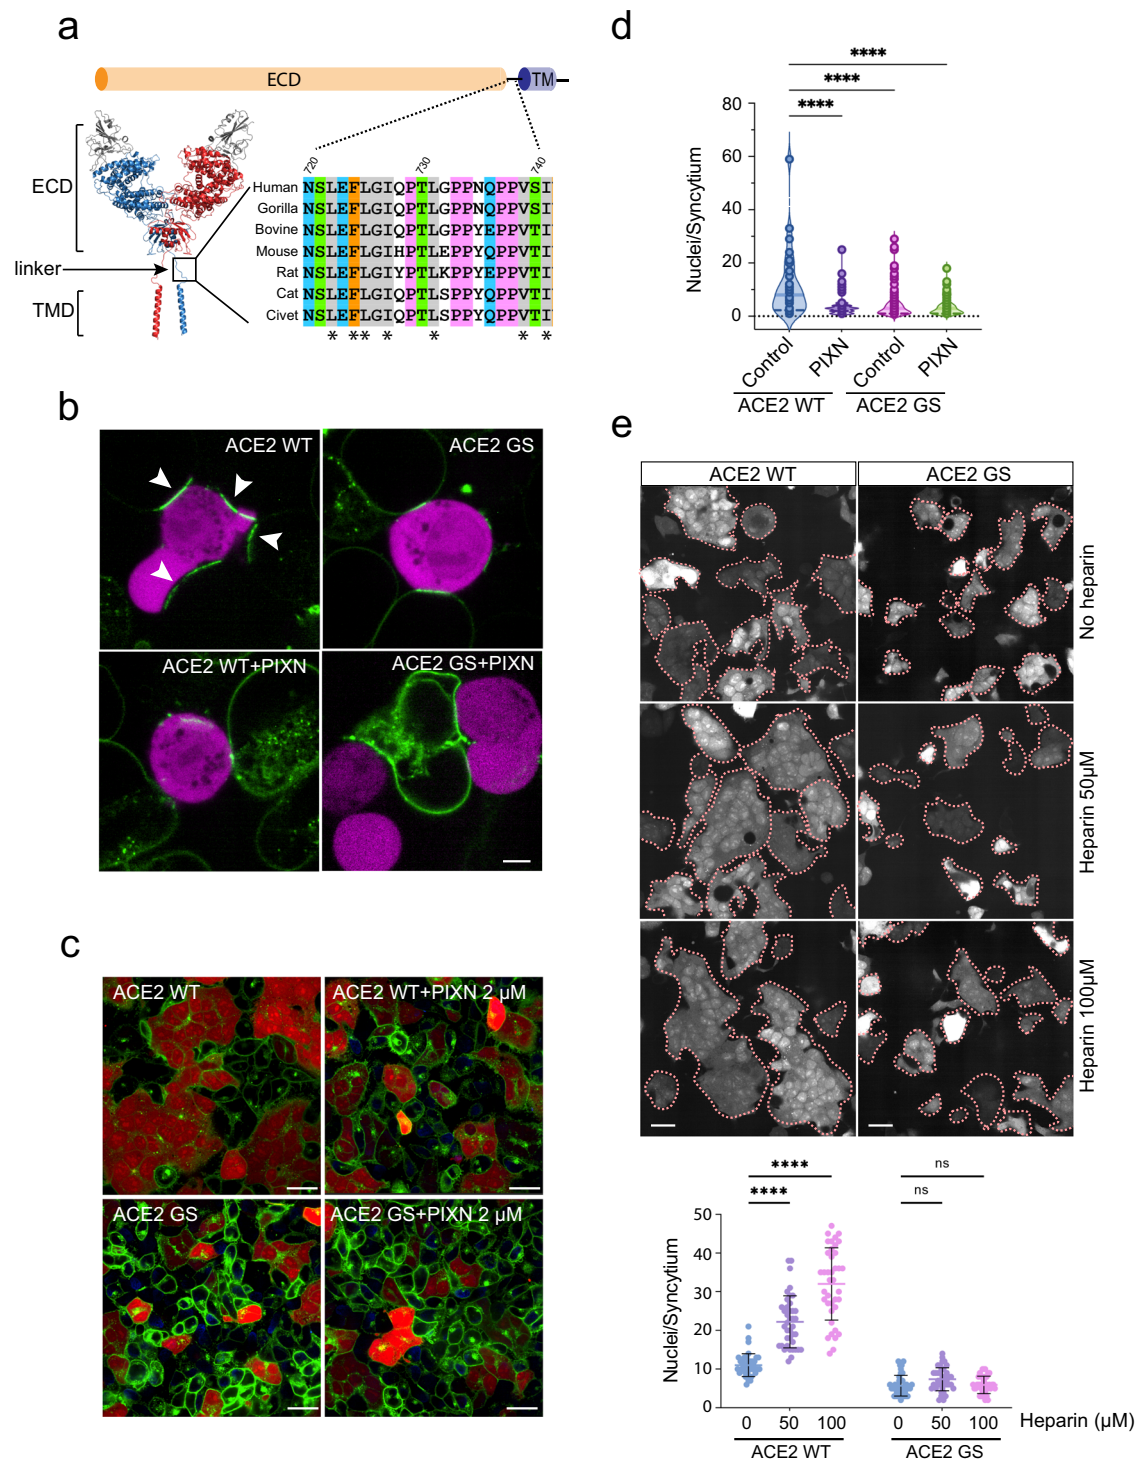 a
ECD
TM
ECD
linker
TMD
720
730
740
Human NSLEFLGIQPTLGPPNQPPVSI
Gorilla NSLEFLGIQPTLGPPNQPPVSI
Bovine NSLEFLGIQPTLGPPYEPPVTI
Mouse NSLEFLGIHPTLEPPYQPPVTI
Rat NSLEFLGIYPTLKPPYEPPVTI
Cat NSLEFLGIQPTLSPPYQPPVTI
Civet NSLEFLGIQPTLSPPYQPPVTI
* ** * * * *
b
ACE2 WT
ACE2 GS
ACE2 WT+PIXN
ACE2 GS+PIXN
c
ACE2 WT
ACE2 WT+PIXN 2 µM
ACE2 GS
ACE2 GS+PIXN 2 µM
d
****
****
****
Nuclei/Syncytium
80
60
40
20
0
Control
PIXN
Control
PIXN
ACE2 WT
ACE2 GS
e
ACE2 WT
ACE2 GS
No heparin
Heparin 50µM
Heparin 100µM
****
****
ns
ns
Nuclei/Syncytium
50
40
30
20
10
0
0 50 100 0 50 100 Heparin (µM)
ACE2 WT
ACE2 GS